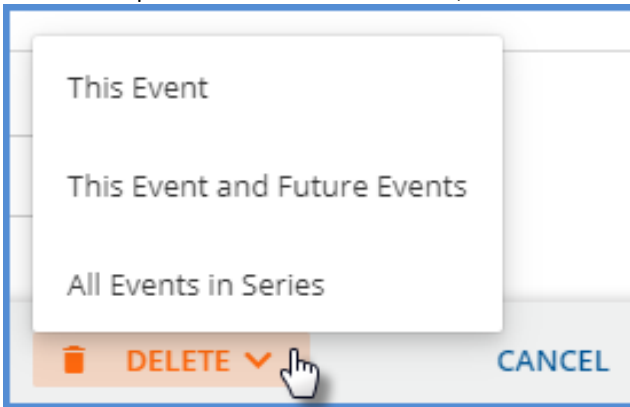 This Event
This Event and Future Events
All Events in Series
DELETE
CANCEL